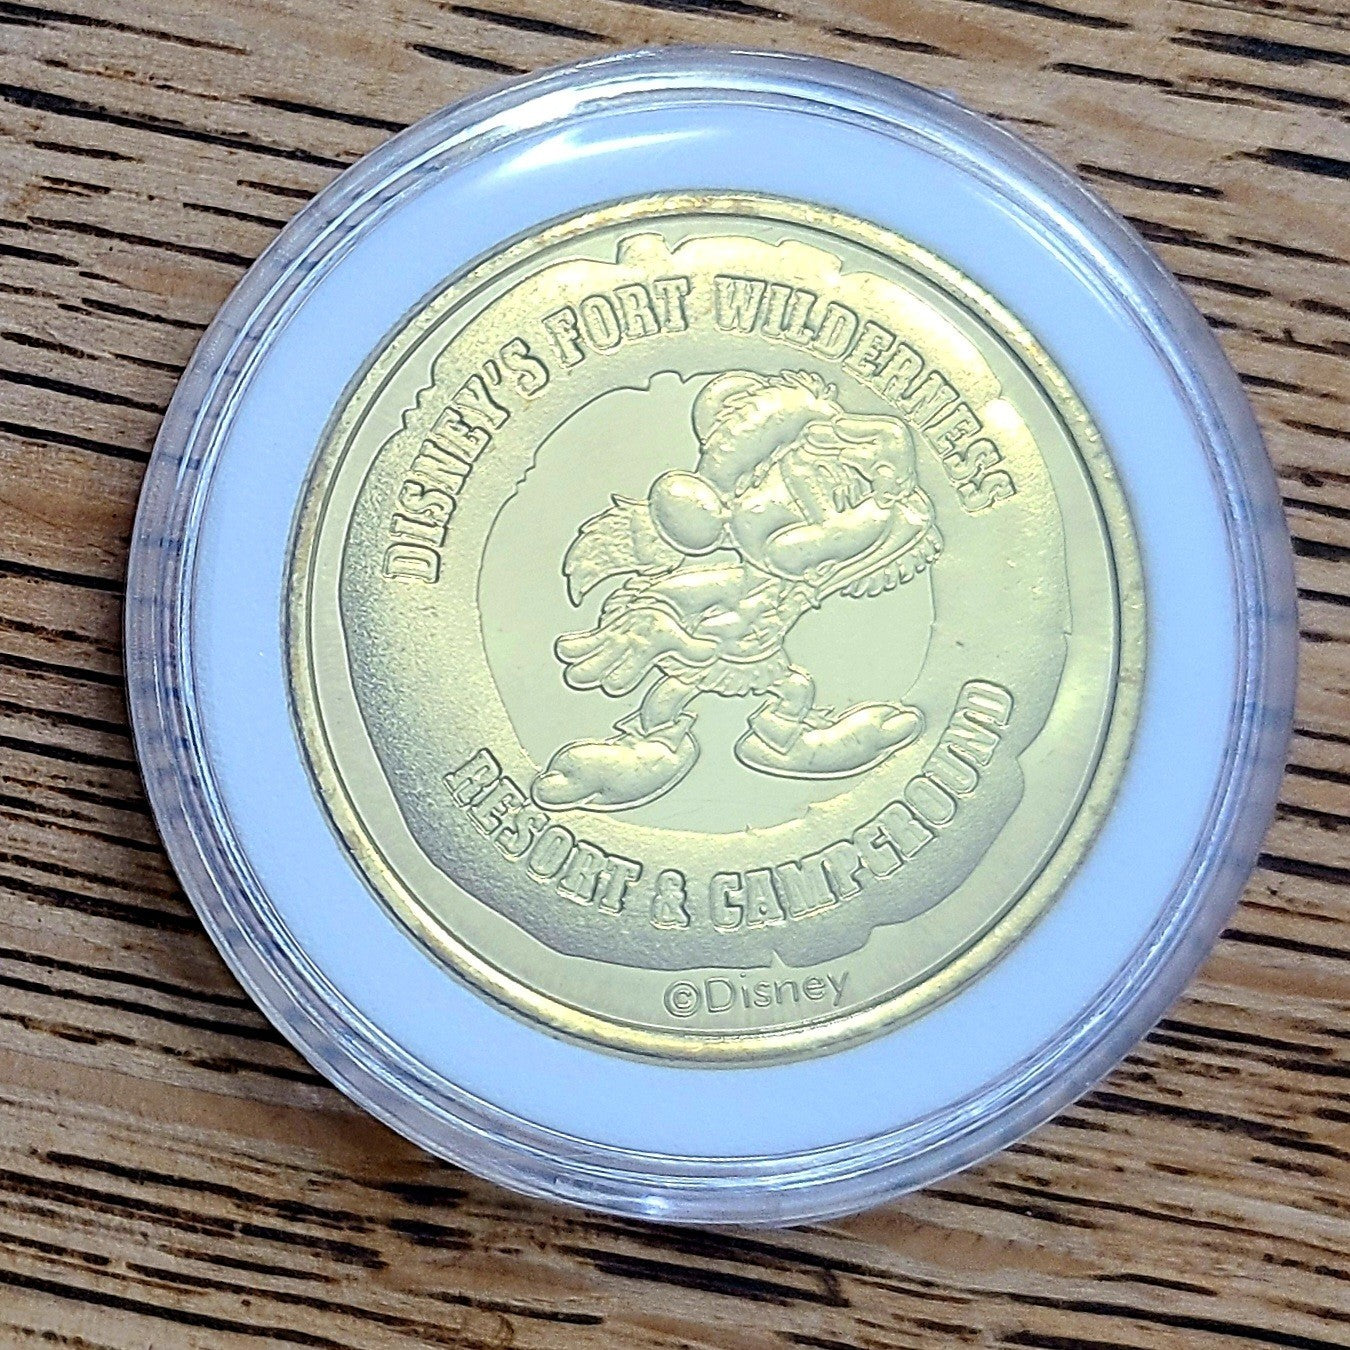 DISNEY'S FORT WILDERNESS
RESORT & CAMPGROUND
©Disney